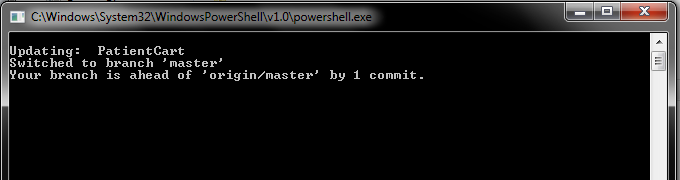 C:\Windows\System32\WindowsPowerShell\v1.0\powershell.exe
Updating:  PatientCart
Switched to branch 'master'
Your branch is ahead of 'origin/master' by 1 commit.